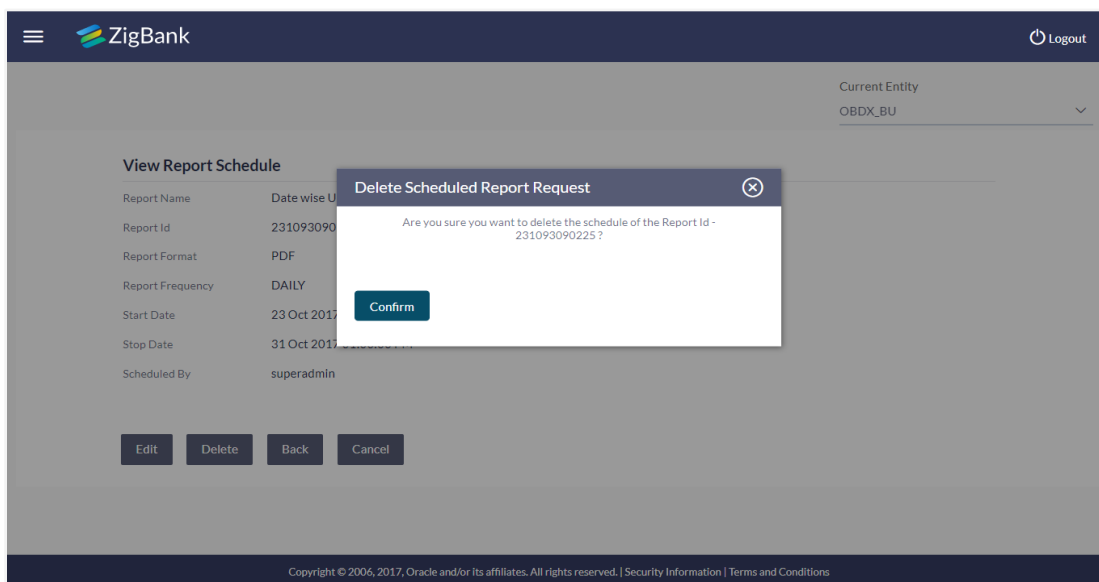 ZigBank
Logout
Current Entity
OBDX_BU
View Report Schedule
Delete Scheduled Report Request
Report Name Date wise U
Are you sure you want to delete the schedule of the Report Id -
231093090225 ?
Report Id 231093090
Report Format PDF
Report Frequency DAILY
Confirm
Start Date 23 Oct 2017
Stop Date 31 Oct 2017
Scheduled By superadmin
Edit Delete Back Cancel
Copyright © 2006, 2017, Oracle and/or its affiliates. All rights reserved. | Security Information | Terms and Conditions